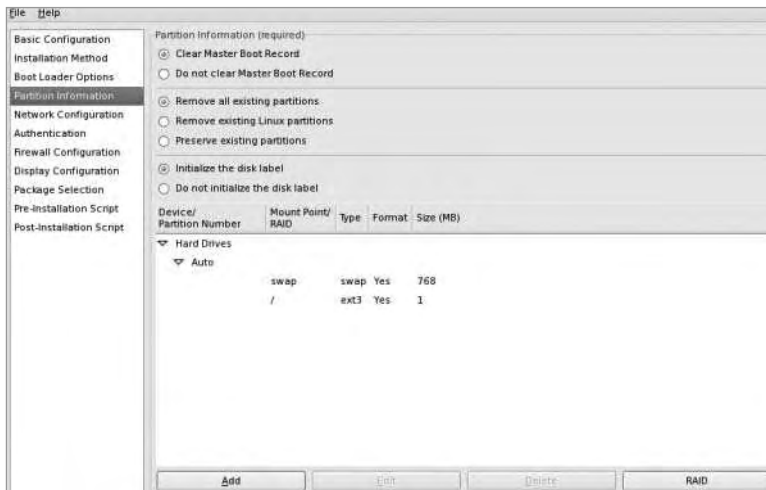 File Help
Basic Configuration
Installation Method
Boot Loader Options
Partition Information
Network Configuration
Authentication
Firewall Configuration
Display Configuration
Package Selection
Pre-Installation Script
Post-Installation Script
Partition Information (required)
Clear Master Boot Record
Do not clear Master Boot Record
Remove all existing partitions
Remove existing Linux partitions
Preserve existing partitions
Initialize the disk label
Do not initialize the disk label
Device/ Mount Point/
Partition Number RAID Type Format Size (MB)
Hard Drives
Auto
swap swap Yes 768
/ ext3 Yes 1
Add Edit Delete RAID